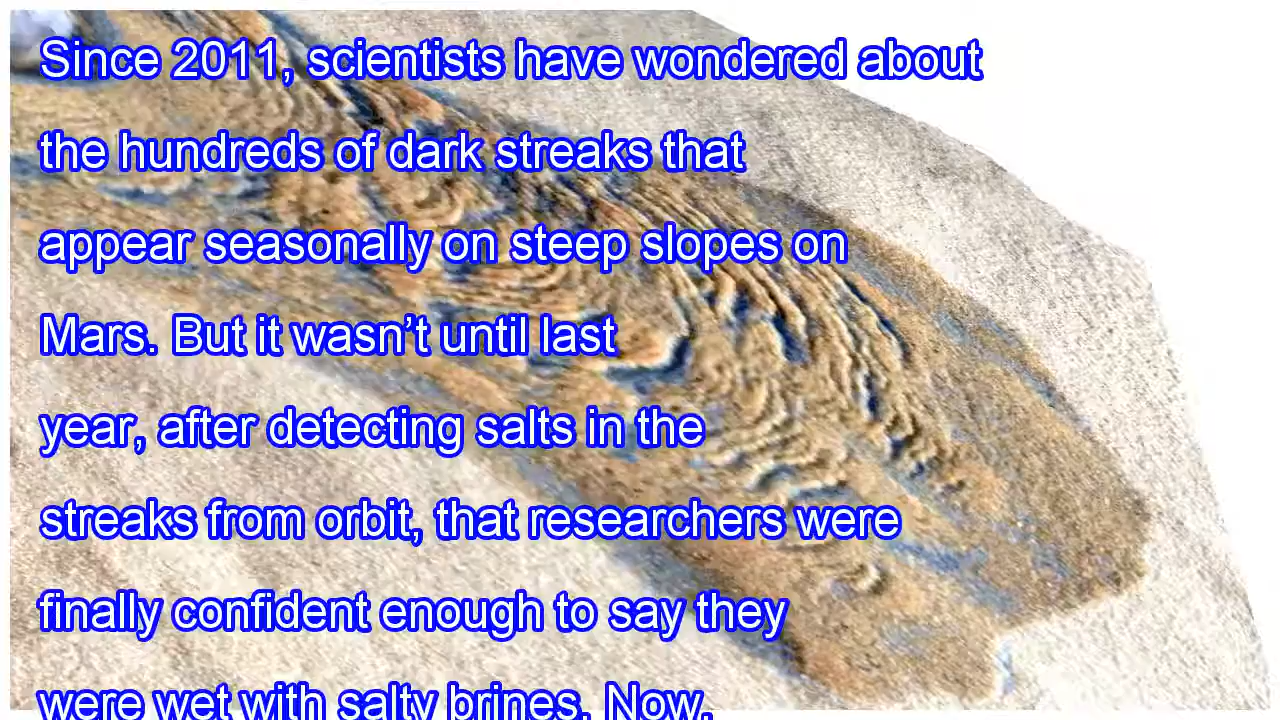 Since 2011, scientists have wondered about
the hundreds of dark streaks that
appear seasonally on steep slopes on
Mars. But it wasn’t until last
year, after detecting salts in the
streaks from orbit, that researchers were
finally confident enough to say they
were wet with salty brines. Now,